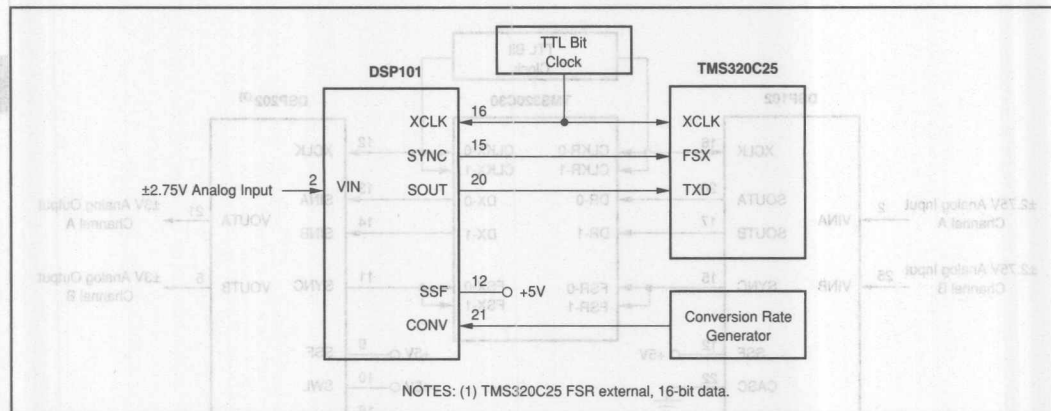 TTL Bit
Clock
DSP101
TMS320C25
XCLK
16
XCLK
SYNC
15
FSX
±2.75V Analog Input
2
VIN
SOUT
20
TXD
SSF
12
+5V
CONV
21
Conversion Rate
Generator
NOTES: (1) TMS320C25 FSR external, 16-bit data.